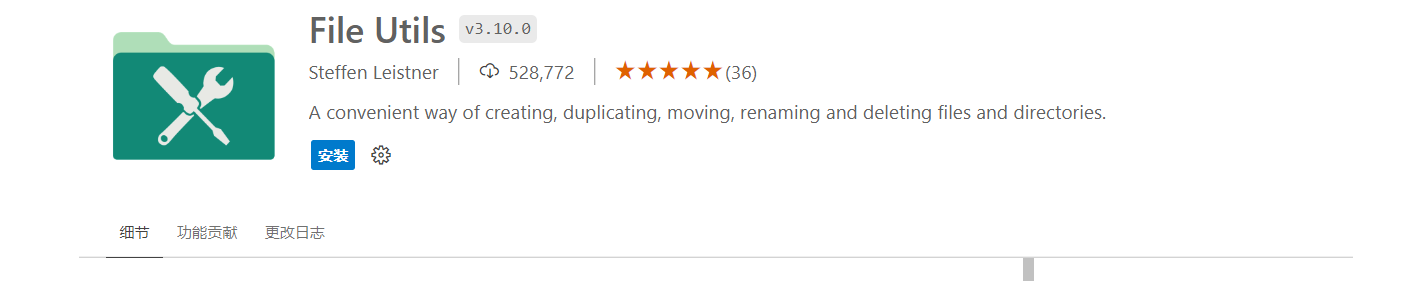 File Utils v3.10.0
Steffen Leistner 528,772 (36)
A convenient way of creating, duplicating, moving, renaming and deleting files and directories.
安装
细节 功能贡献 更改日志